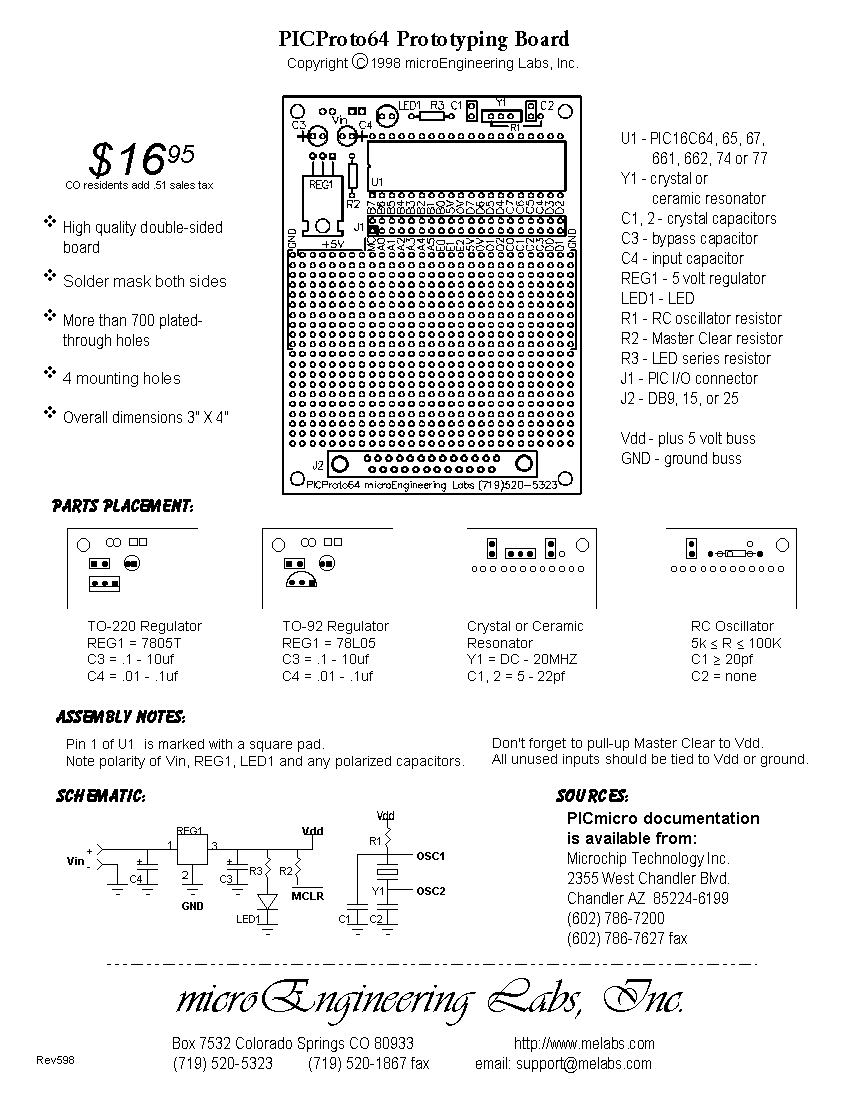 PICProto64 Prototyping Board
Copyright ©1998 microEngineering Labs, Inc.
$16 95
CO residents add .51 sales tax
❖ High quality double-sided
board
❖ Solder mask both sides
❖ More than 700 plated-
through holes
❖ 4 mounting holes
❖ Overall dimensions 3" X 4"
LED1 R3 C1 Y1 C2
C3 Vin C4 R1
REG1 R2 U1
J1
+5V
GND
GND
J2
PICProto64 microEngineering Labs (719)520-5323
U1 - PIC16C64, 65, 67,
661, 662, 74 or 77
Y1 - crystal or
ceramic resonator
C1, 2 - crystal capacitors
C3 - bypass capacitor
C4 - input capacitor
REG1 - 5 volt regulator
LED1 - LED
R1 - RC oscillator resistor
R2 - Master Clear resistor
R3 - LED series resistor
J1 - PIC I/O connector
J2 - DB9, 15, or 25
Vdd - plus 5 volt buss
GND - ground buss
PARTS PLACEMENT:
TO-220 Regulator
REG1 = 7805T
C3 = .1 - 10uf
C4 = .01 - .1uf
TO-92 Regulator
REG1 = 78L05
C3 = .1 - 10uf
C4 = .01 - .1uf
Crystal or Ceramic
Resonator
Y1 = DC - 20MHZ
C1, 2 = 5 - 22pf
RC Oscillator
5k ≤ R ≤ 100K
C1 ≥ 20pf
C2 = none
ASSEMBLY NOTES:
Pin 1 of U1 is marked with a square pad.
Note polarity of Vin, REG1, LED1 and any polarized capacitors.
Don't forget to pull-up Master Clear to Vdd.
All unused inputs should be tied to Vdd or ground.
SCHEMATIC:
Vin + -
C4
REG1
1 3
2
GND
C3
R3
LED1
R2
Vdd
MCLR
Vdd
R1
OSC1
Y1 OSC2
C1 C2
SOURCES:
PICmicro documentation
is available from:
Microchip Technology Inc.
2355 West Chandler Blvd.
Chandler AZ 85224-6199
(602) 786-7200
(602) 786-7627 fax
microEngineering Labs, Inc.
Box 7532 Colorado Springs CO 80933 http://www.melabs.com
(719) 520-5323 (719) 520-1867 fax email: support@melabs.com
Rev598